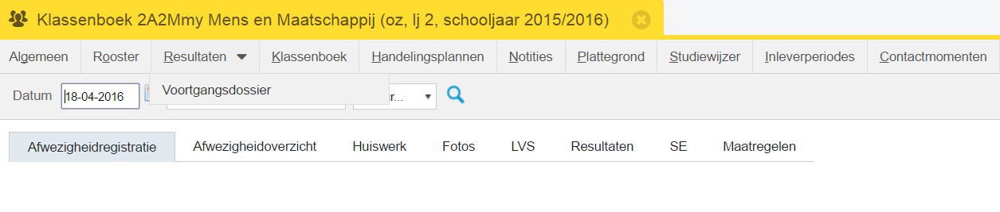 Klassenboek 2A2Mmy Mens en Maatschappij (oz, lj 2, schooljaar 2015/2016)
Algemeen Rooster Resultaten Klassenboek Handelingsplannen Notities Plattegrond Studiewijzer Inleverperiodes Contactmomenten
Voortgangsdossier
Datum 18-04-2016 r...
Afwezigheidregistratie Afwezigheidoverzicht Huiswerk Fotos LVS Resultaten SE Maatregelen